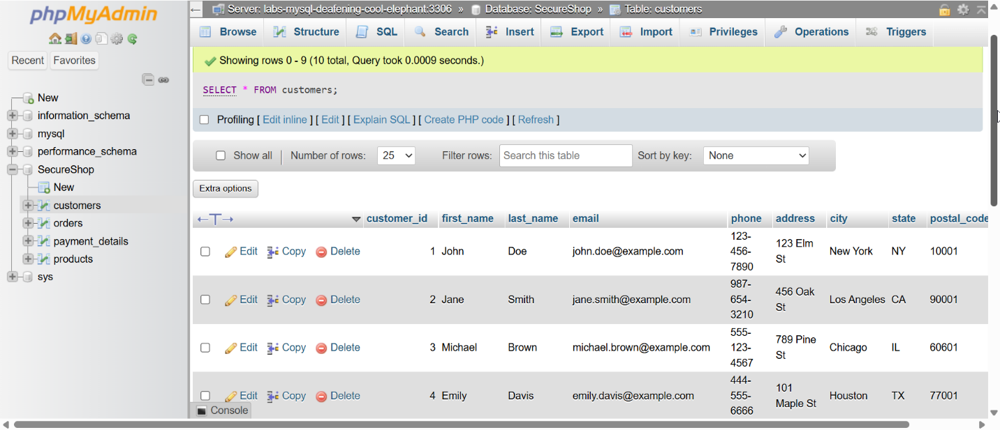 phpMyAdmin
Recent Favorites
New
information_schema
mysql
performance_schema
SecureShop
New
customers
orders
payment_details
products
sys
Server: labs-mysql-deafening-cool-elephant:3306 » Database: SecureShop » Table: customers
Browse Structure SQL Search Insert Export Import Privileges Operations Triggers
Showing rows 0 - 9 (10 total, Query took 0.0009 seconds.)
SELECT * FROM customers;
Profiling [ Edit inline ] [ Edit ] [ Explain SQL ] [ Create PHP code ] [ Refresh ]
Show all | Number of rows: 25 Filter rows: Search this table Sort by key: None
Extra options
←T→ customer_id first_name last_name email phone address city state postal_code
Edit Copy Delete 1 John Doe john.doe@example.com 123-456-7890 123 Elm St New York NY 10001
Edit Copy Delete 2 Jane Smith jane.smith@example.com 987-654-3210 456 Oak St Los Angeles CA 90001
Edit Copy Delete 3 Michael Brown michael.brown@example.com 555-123-4567 789 Pine St Chicago IL 60601
Edit Copy Delete 4 Emily Davis emily.davis@example.com 444-555-6666 101 Maple St Houston TX 77001
Console